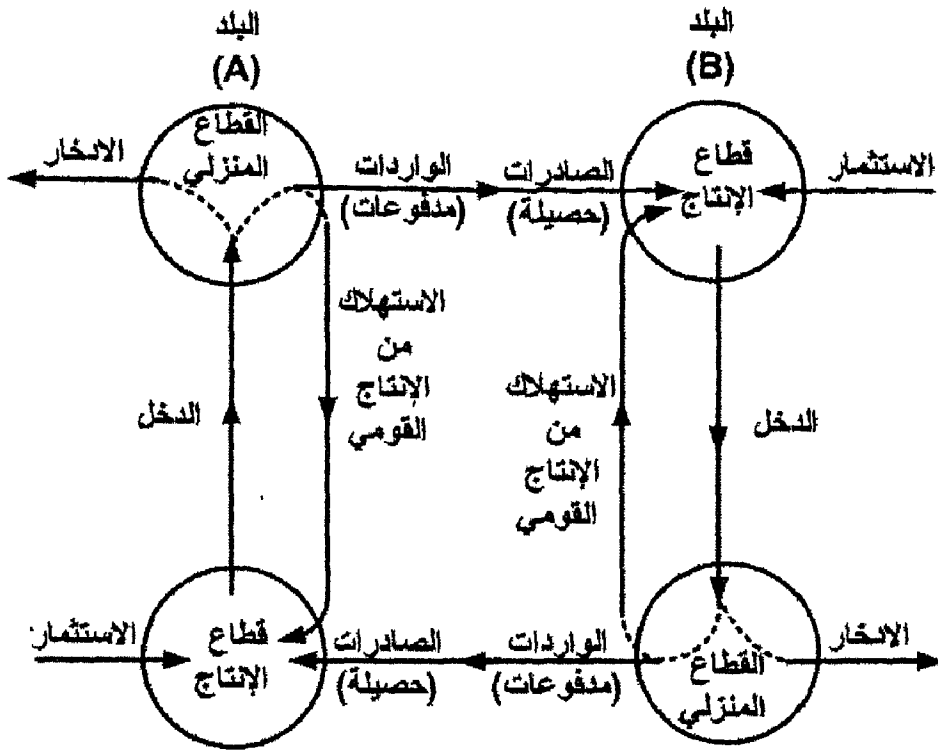 البلد
(A)
البلد
(B)
القطاع
المنزلي
الادخار
الواردات
(مدفوعات)
الصادرات
(حصيلة)
قطاع
الإنتاج
الاستثمار
الاستهلاك
من
الإنتاج
القومي
الدخل
الاستهلاك
من
الإنتاج
القومي
الدخل
الاستثمار
قطاع
الإنتاج
الصادرات
(حصيلة)
الواردات
(مدفوعات)
القطاع
المنزلي
الادخار